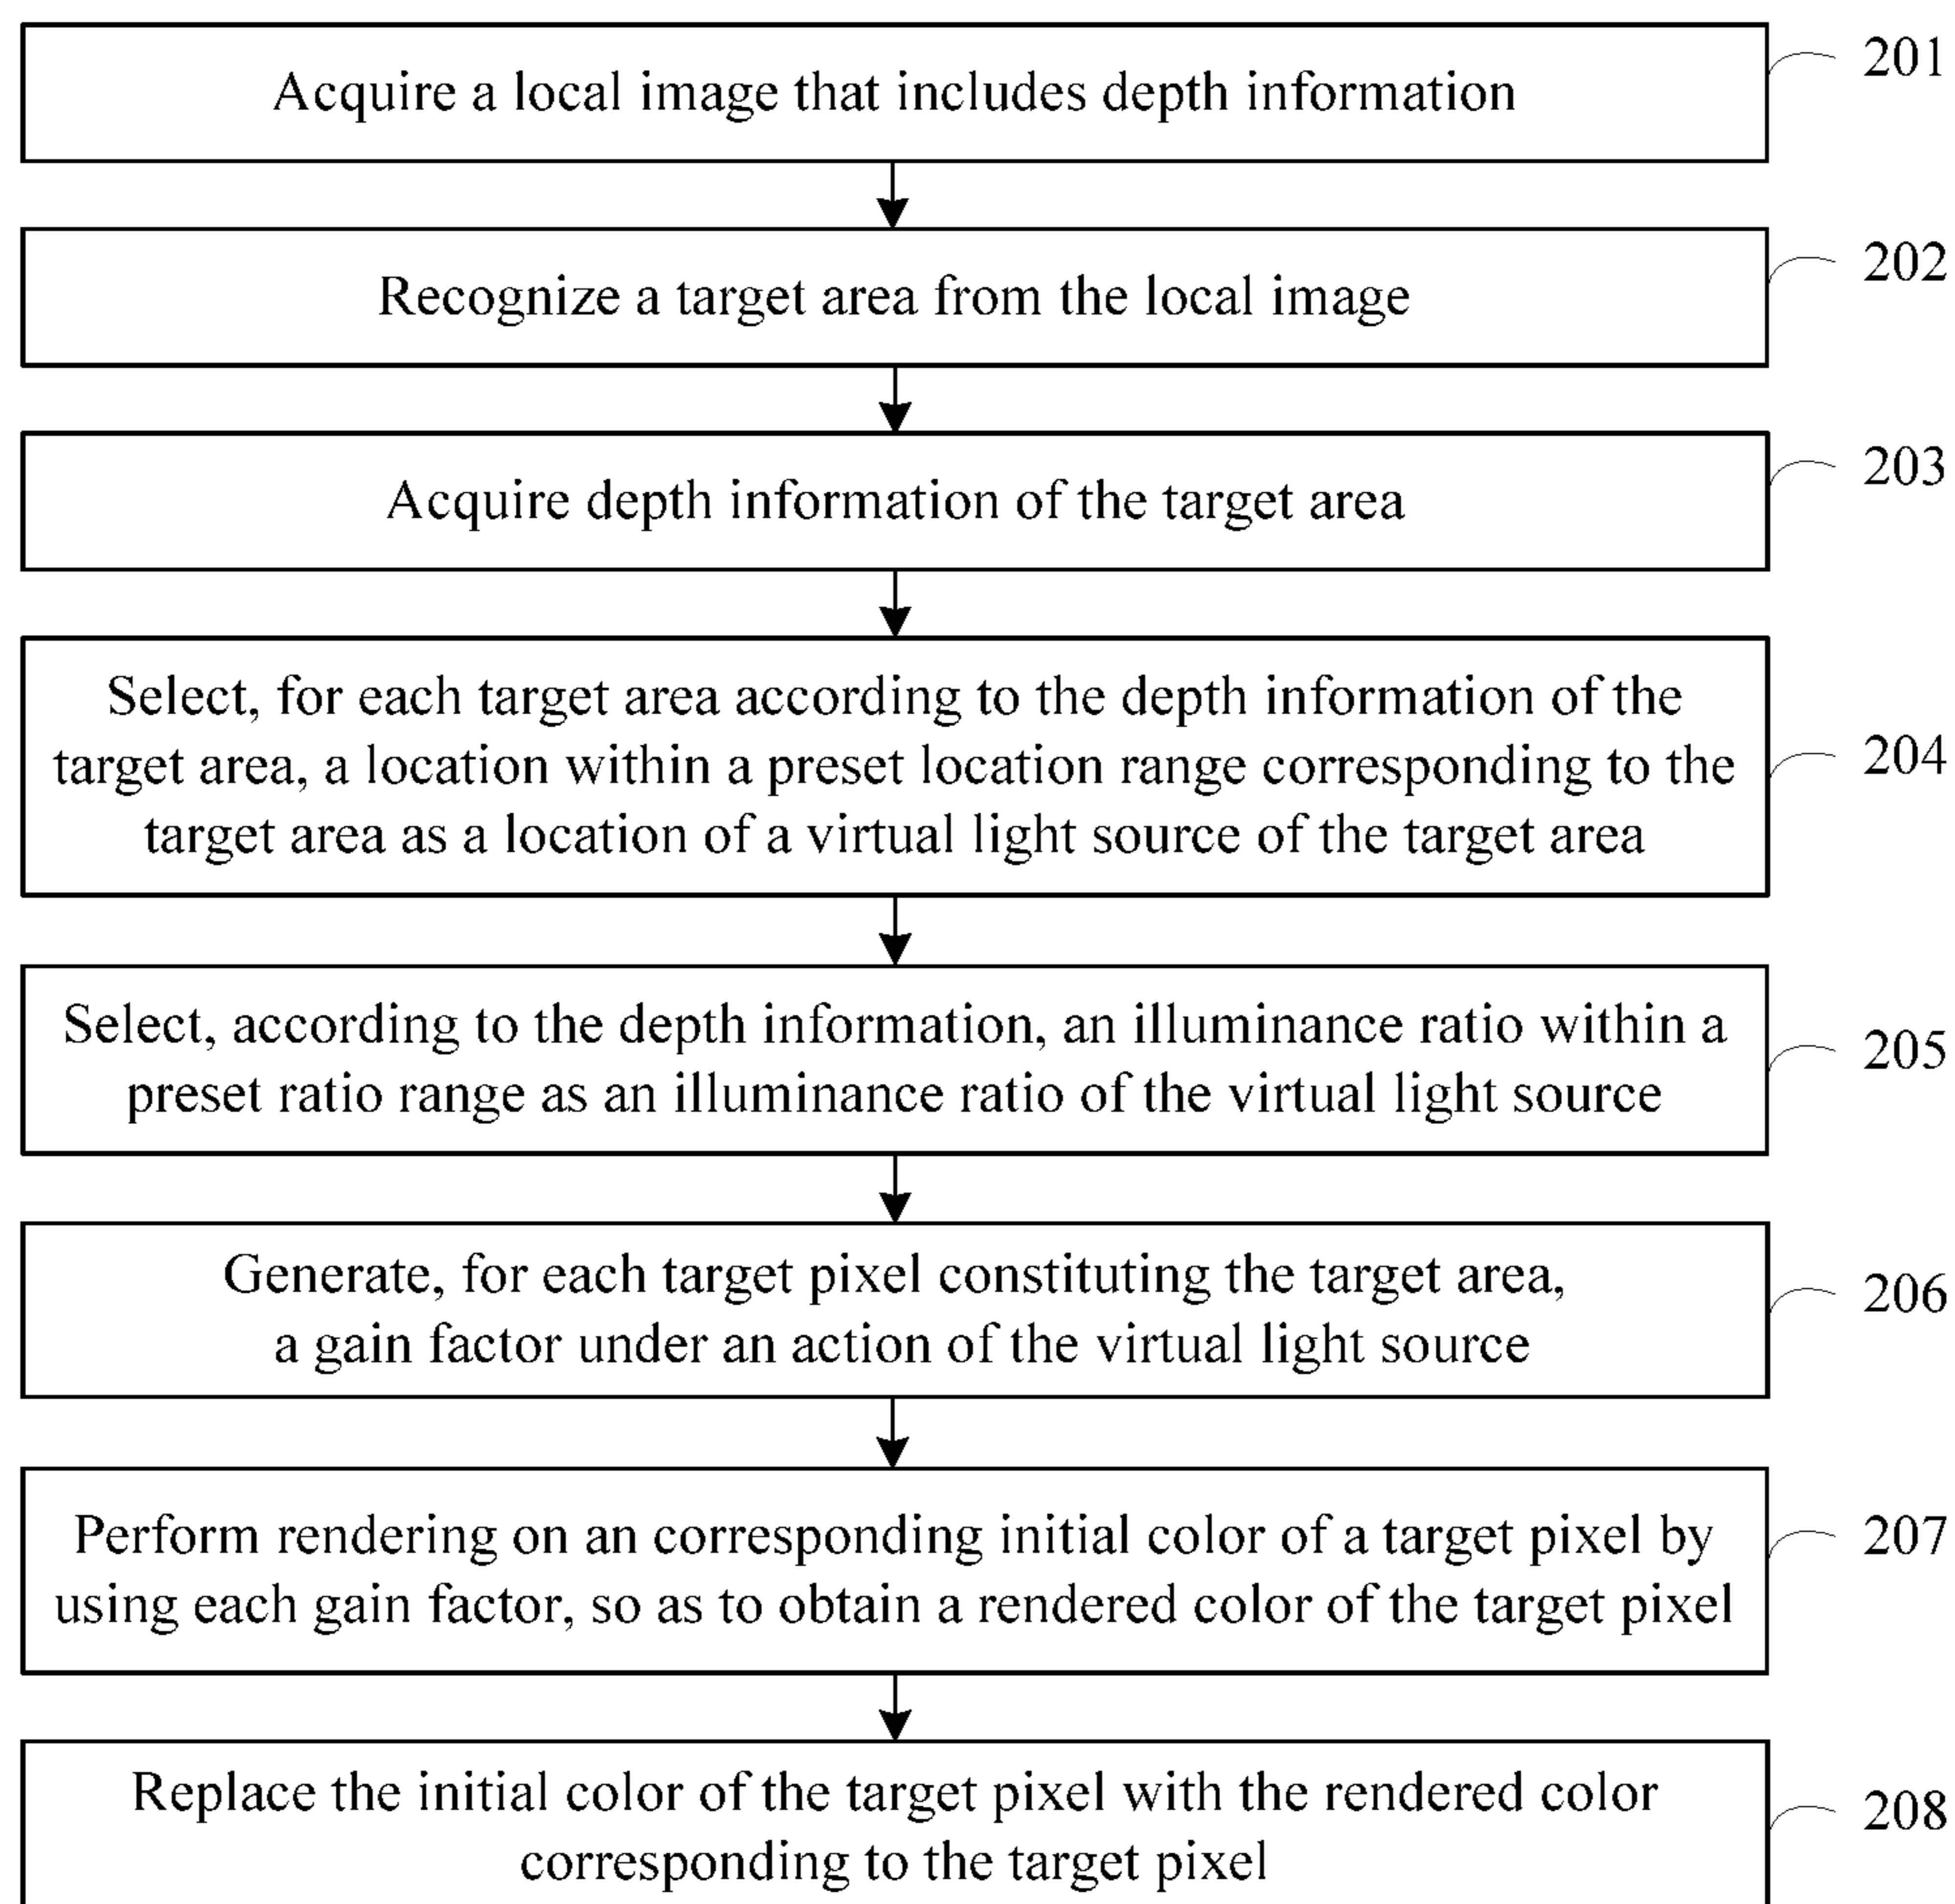 Acquire a local image that includes depth information
201
Recognize a target area from the local image
202
Acquire depth information of the target area
203
Select, for each target area according to the depth information of the
target area, a location within a preset location range corresponding to the
target area as a location of a virtual light source of the target area
204
Select, according to the depth information, an illuminance ratio within a
preset ratio range as an illuminance ratio of the virtual light source
205
Generate, for each target pixel constituting the target area,
a gain factor under an action of the virtual light source
206
Perform rendering on an corresponding initial color of a target pixel by
using each gain factor, so as to obtain a rendered color of the target pixel
207
Replace the initial color of the target pixel with the rendered color
corresponding to the target pixel
208